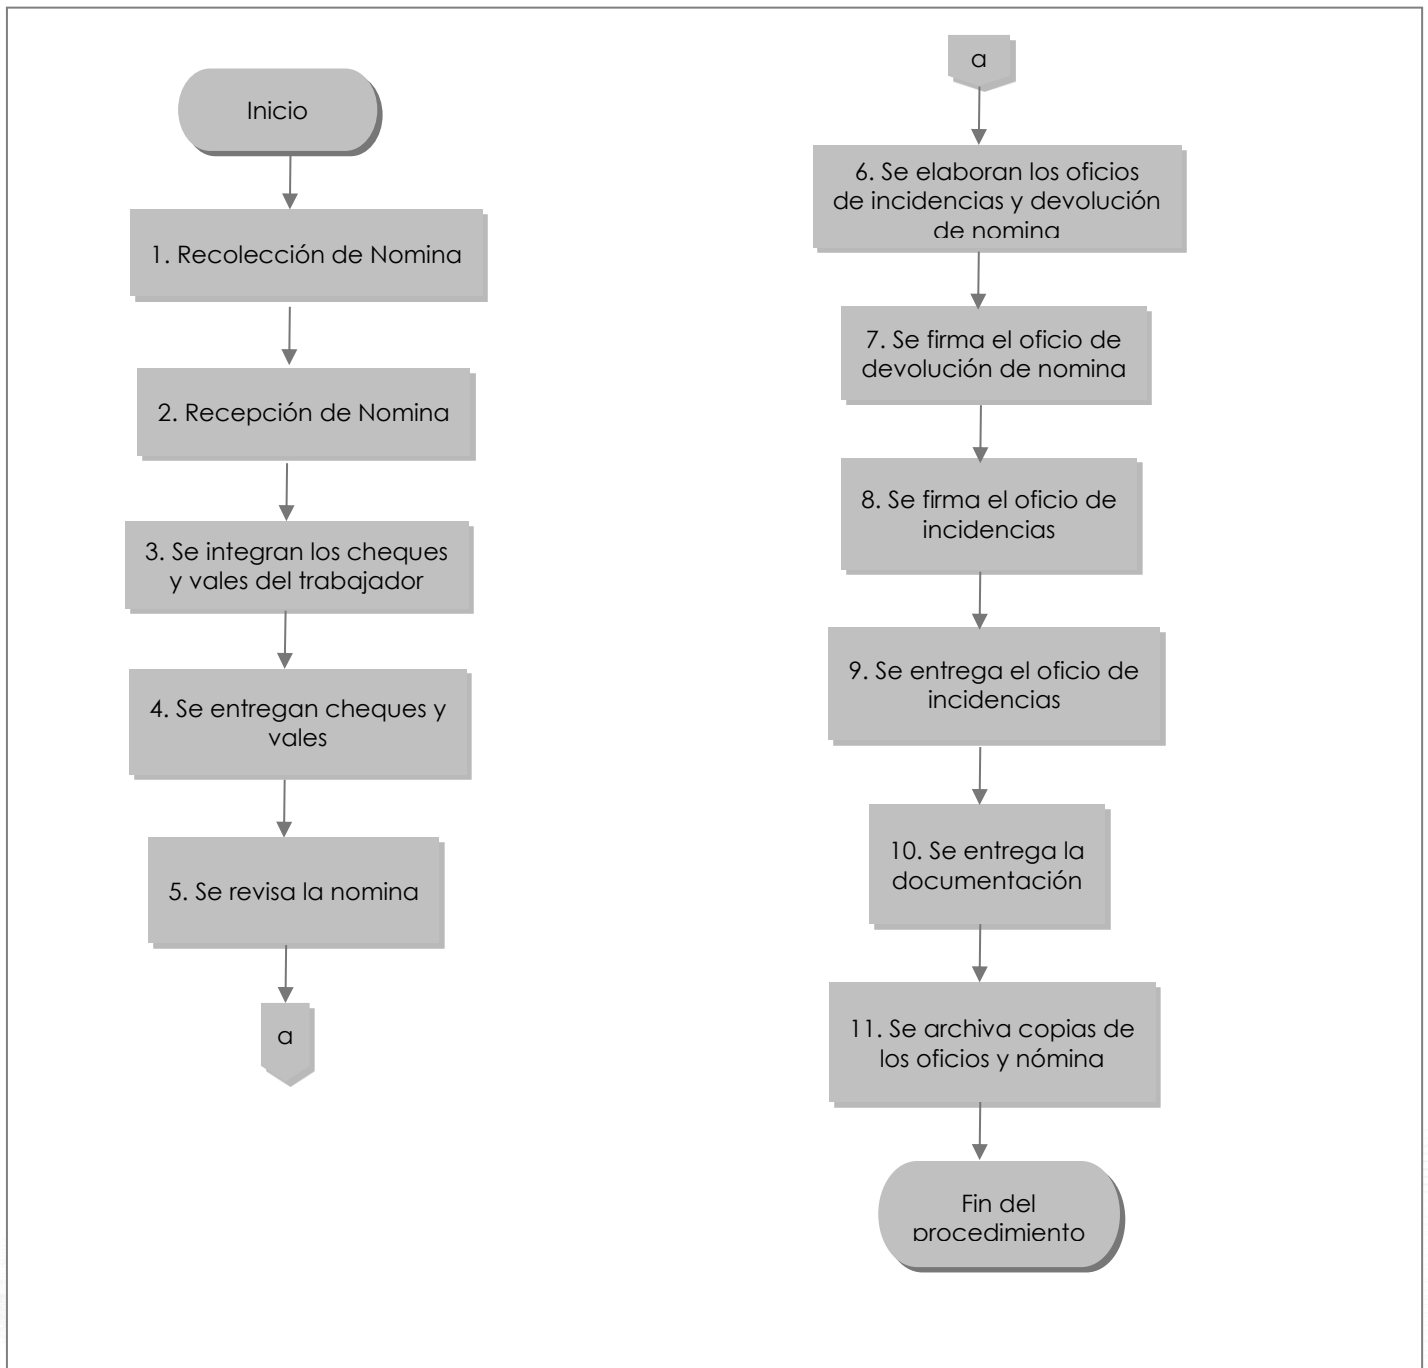 Inicio
1. Recolección de Nomina
2. Recepción de Nomina
3. Se integran los cheques
y vales del trabajador
4. Se entregan cheques y
vales
5. Se revisa la nomina
a
a
6. Se elaboran los oficios
de incidencias y devolución
de nomina
7. Se firma el oficio de
devolución de nomina
8. Se firma el oficio de
incidencias
9. Se entrega el oficio de
incidencias
10. Se entrega la
documentación
11. Se archiva copias de
los oficios y nómina
Fin del
procedimiento